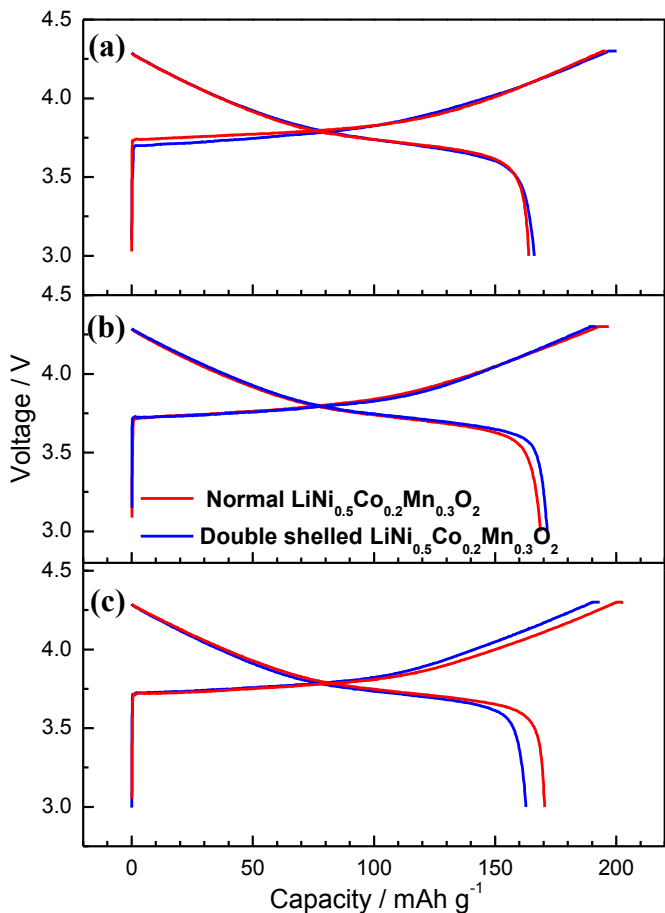 4.5
(a)
4.0
3.5
3.0
4.5
(b)
4.0
Voltage / V
3.5
Normal LiNi0.5Co0.2Mn0.3O2
Double shelled LiNi0.5Co0.2Mn0.3O2
3.0
4.5
(c)
4.0
3.5
3.0
0 50 100 150 200
Capacity / mAh g-1